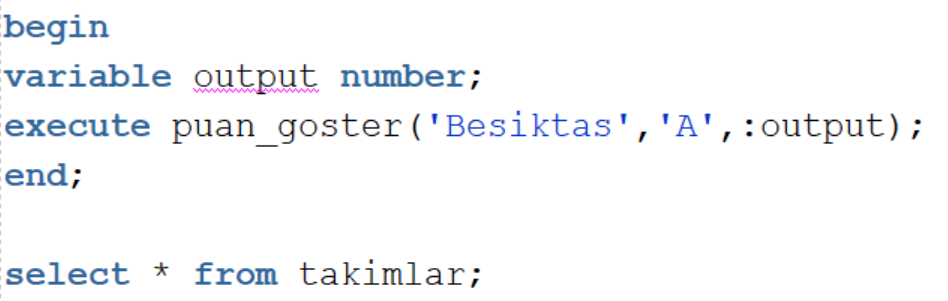 begin
variable output number;
execute puan_goster('Besiktas','A',:output);
end;
select * from takimlar;